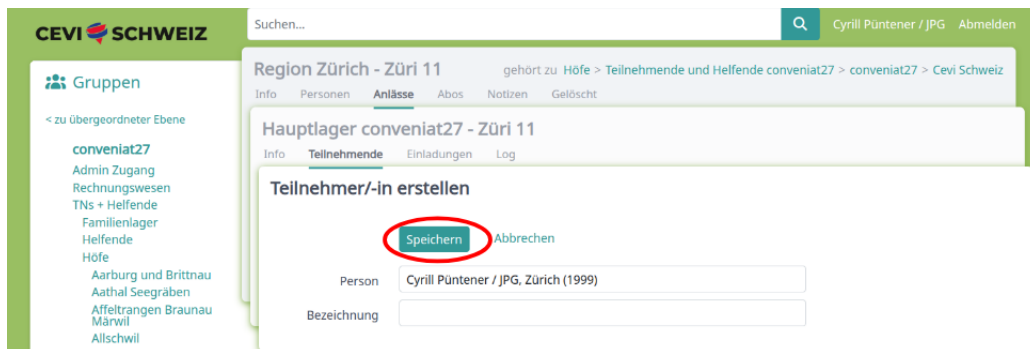 CEVI SCHWEIZ
Suchen...
Cyrill Püntener / JPG Abmelden
Gruppen
< zu übergeordneter Ebene
conveniat27
Admin Zugang
Rechnungswesen
TNs + Helfende
Familienlager
Helfende
Höfe
Aarburg und Brittnau
Aathal Seegräben
Affeltrangen Braunau
Märwil
Allschwil
Region Zürich - Züri 11
gehört zu Höfe > Teilnehmende und Helfende conveniat27 > conveniat27 > Cevi Schweiz
Info Personen Anlässe Abos Notizen Gelöscht
Hauptlager conveniat27 - Züri 11
Info Teilnehmende Einladungen Log
Teilnehmer/-in erstellen
Speichern Abbrechen
Person Cyrill Püntener / JPG, Zürich (1999)
Bezeichnung